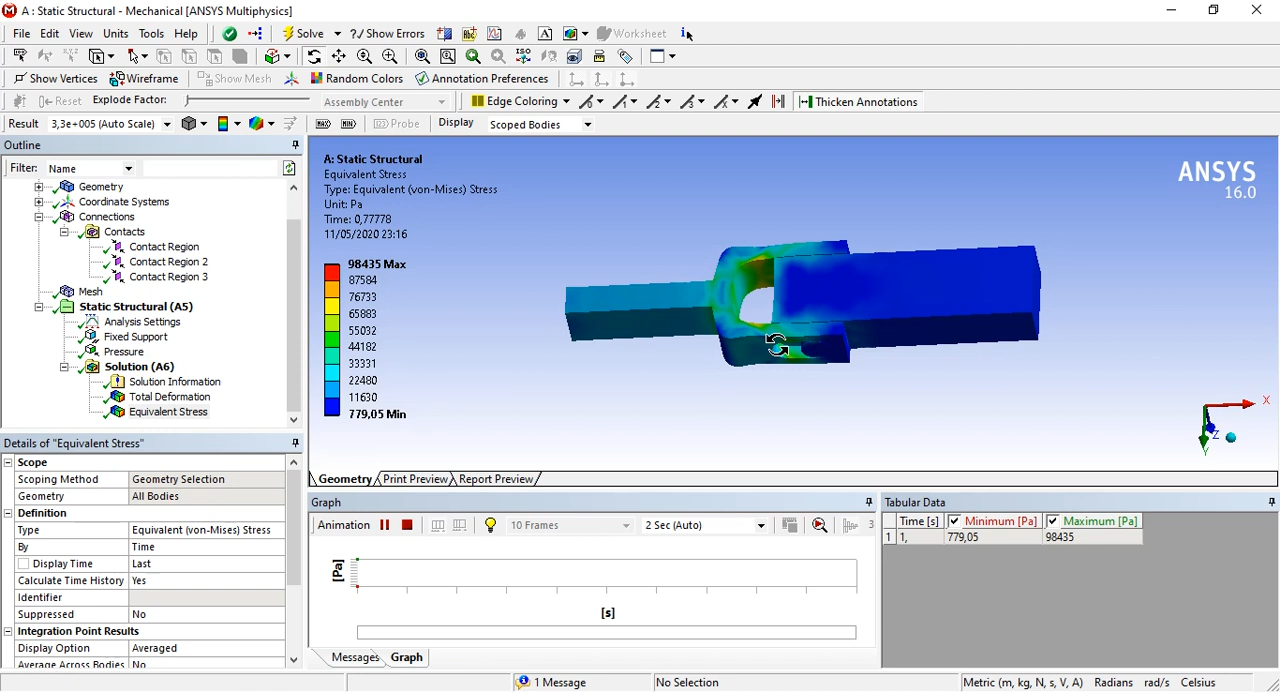 A : Static Structural - Mechanical [ANSYS Multiphysics]
File Edit View Units Tools Help Solve ?/ Show Errors Worksheet
Show Vertices Wireframe Show Mesh Random Colors Annotation Preferences
Reset Explode Factor: Assembly Center Edge Coloring Thicken Annotations
Result 3,3e+005 (Auto Scale) MAX MIN Probe Display Scoped Bodies
Outline
Filter: Name
Geometry
Coordinate Systems
Connections
Contacts
Contact Region
Contact Region 2
Contact Region 3
Mesh
Static Structural (A5)
Analysis Settings
Fixed Support
Pressure
Solution (A6)
Solution Information
Total Deformation
Equivalent Stress
Details of "Equivalent Stress"
Scope
Scoping Method Geometry Selection
Geometry All Bodies
Definition
Type Equivalent (von-Mises) Stress
By Time
Display Time Last
Calculate Time History Yes
Identifier
Suppressed No
Integration Point Results
Display Option Averaged
Average Across Bodies No
A: Static Structural
Equivalent Stress
Type: Equivalent (von-Mises) Stress
Unit: Pa
Time: 0,77778
11/05/2020 23:16
98435 Max
87584
76733
65883
55032
44182
33331
22480
11630
779,05 Min
ANSYS
16.0
X
Z
Y
Geometry Print Preview Report Preview
Graph
Animation 10 Frames 2 Sec (Auto) 3
[Pa]
[s]
Messages Graph
Tabular Data
Time [s] Minimum [Pa] Maximum [Pa]
1 1, 779,05 98435
1 Message No Selection Metric (m, kg, N, s, V, A) Radians rad/s Celsius